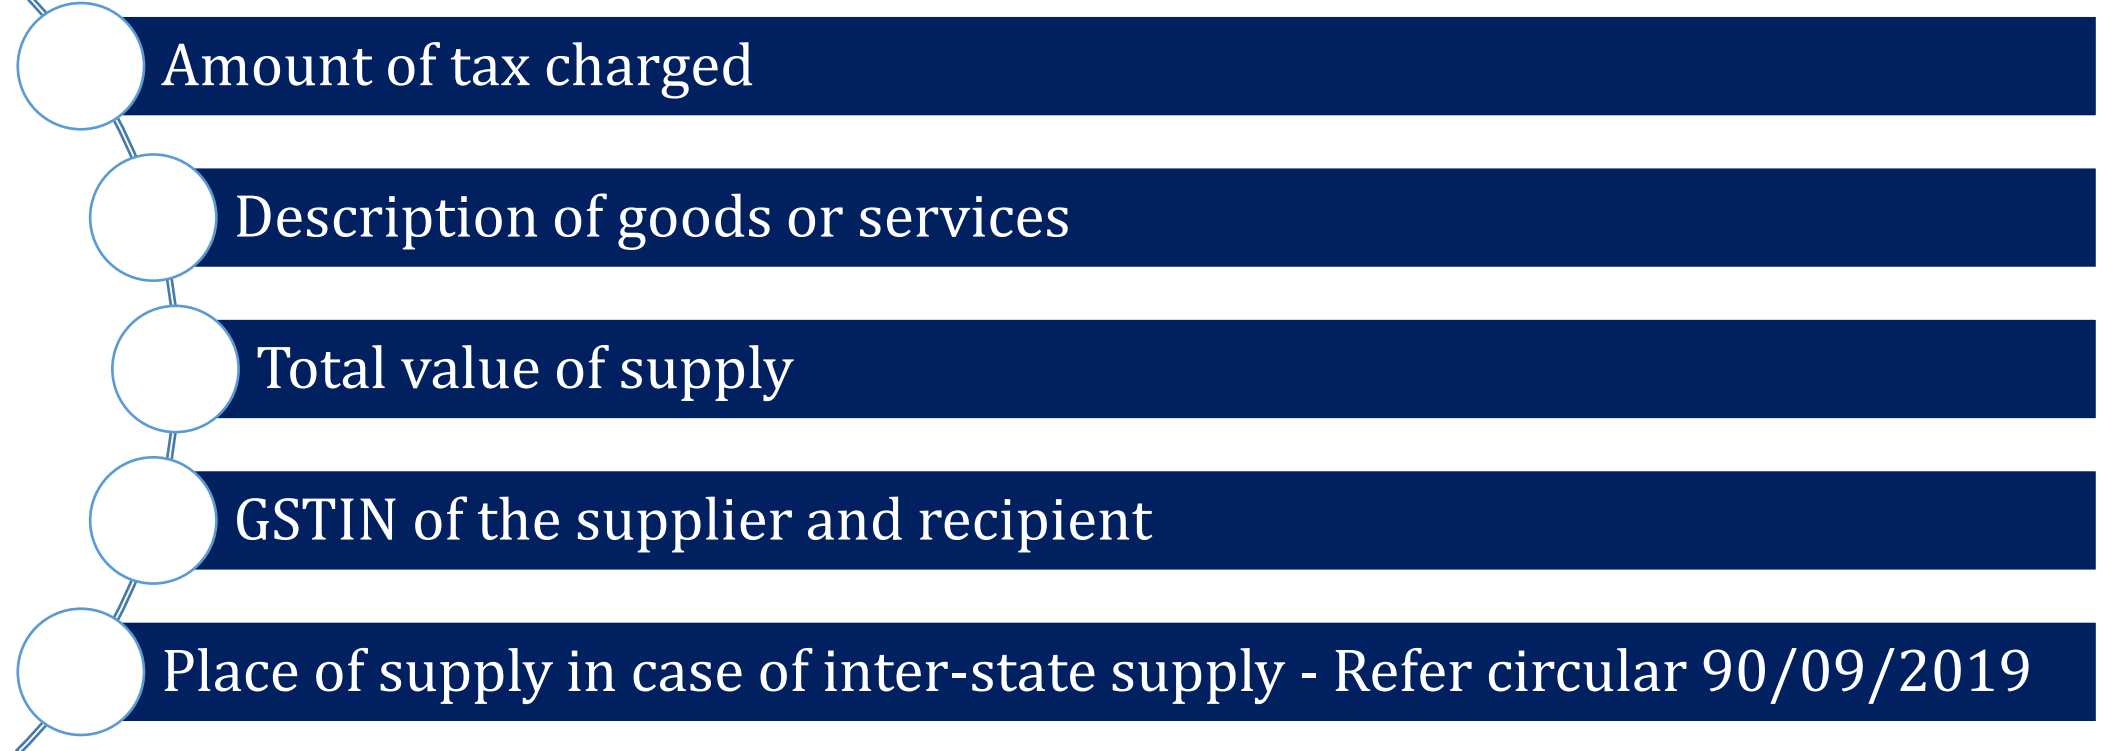 Amount of tax charged
Description of goods or services
Total value of supply
GSTIN of the supplier and recipient
Place of supply in case of inter-state supply - Refer circular 90/09/2019